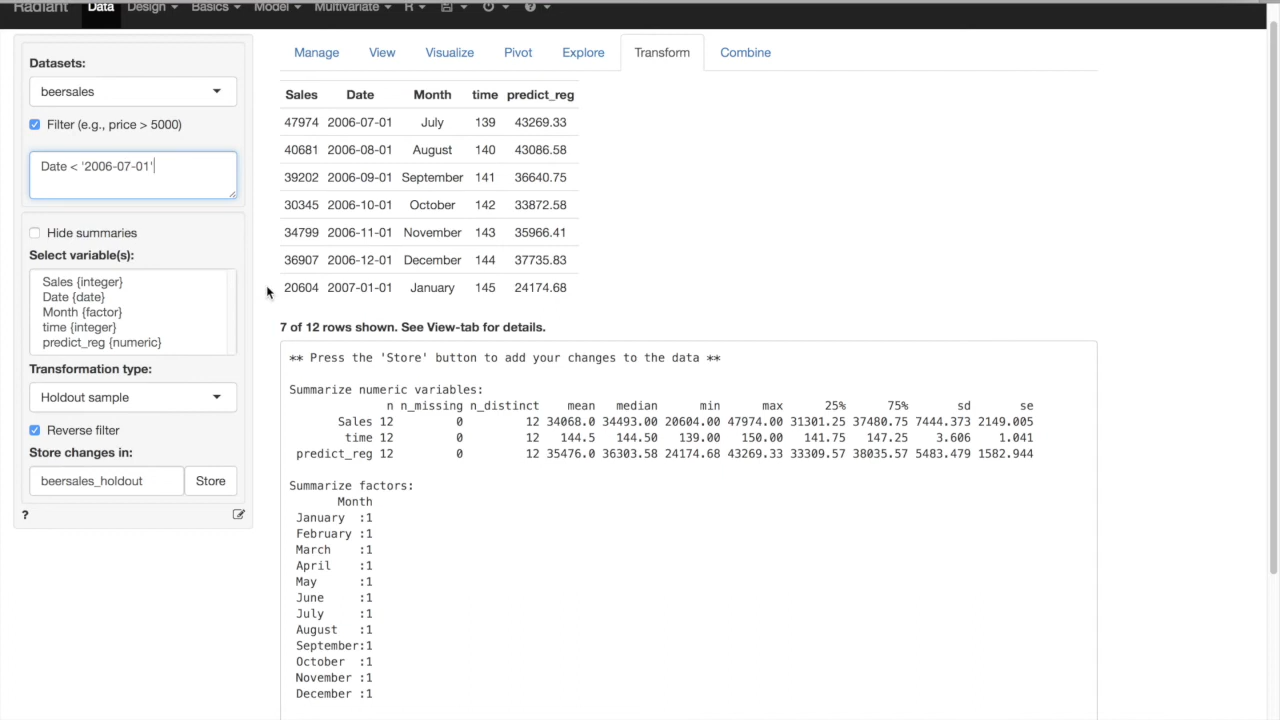 Radiant Data Design Basics Model Multivariate R
Manage View Visualize Pivot Explore Transform Combine
Datasets:
beersales
Filter (e.g., price > 5000)
Date < '2006-07-01'
Hide summaries
Select variable(s):
Sales {integer}
Date {date}
Month {factor}
time {integer}
predict_reg {numeric}
Transformation type:
Holdout sample
Reverse filter
Store changes in:
beersales_holdout Store
?
Sales Date Month time predict_reg
47974 2006-07-01 July 139 43269.33
40681 2006-08-01 August 140 43086.58
39202 2006-09-01 September 141 36640.75
30345 2006-10-01 October 142 33872.58
34799 2006-11-01 November 143 35966.41
36907 2006-12-01 December 144 37735.83
20604 2007-01-01 January 145 24174.68
7 of 12 rows shown. See View-tab for details.
** Press the 'Store' button to add your changes to the data **
Summarize numeric variables:
n n_missing n_distinct mean median min max 25% 75% sd se
Sales 12 0 12 34068.0 34493.00 20604.00 47974.00 31301.25 37480.75 7444.373 2149.005
time 12 0 12 144.5 144.50 139.00 150.00 141.75 147.25 3.606 1.041
predict_reg 12 0 12 35476.0 36303.58 24174.68 43269.33 33309.57 38035.57 5483.479 1582.944
Summarize factors:
Month
January :1
February :1
March :1
April :1
May :1
June :1
July :1
August :1
September:1
October :1
November :1
December :1